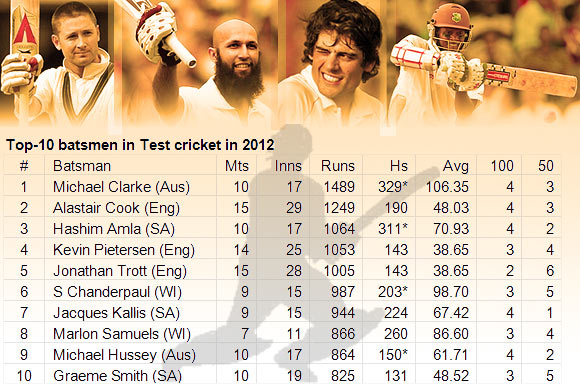 Top-10 batsmen in Test cricket in 2012
# Batsman Mts Inns Runs Hs Avg 100 50
1 Michael Clarke (Aus) 10 17 1489 329* 106.35 4 3
2 Alastair Cook (Eng) 15 29 1249 190 48.03 4 3
3 Hashim Amla (SA) 10 17 1064 311* 70.93 4 2
4 Kevin Pietersen (Eng) 14 25 1053 143 38.65 3 4
5 Jonathan Trott (Eng) 15 28 1005 143 38.65 2 6
6 S Chanderpaul (WI) 9 15 987 203* 98.70 3 5
7 Jacques Kallis (SA) 9 15 944 224 67.42 4 1
8 Marlon Samuels (WI) 7 11 866 260 86.60 3 4
9 Michael Hussey (Aus) 10 17 864 150* 61.71 4 2
10 Graeme Smith (SA) 10 19 825 131 48.52 3 5